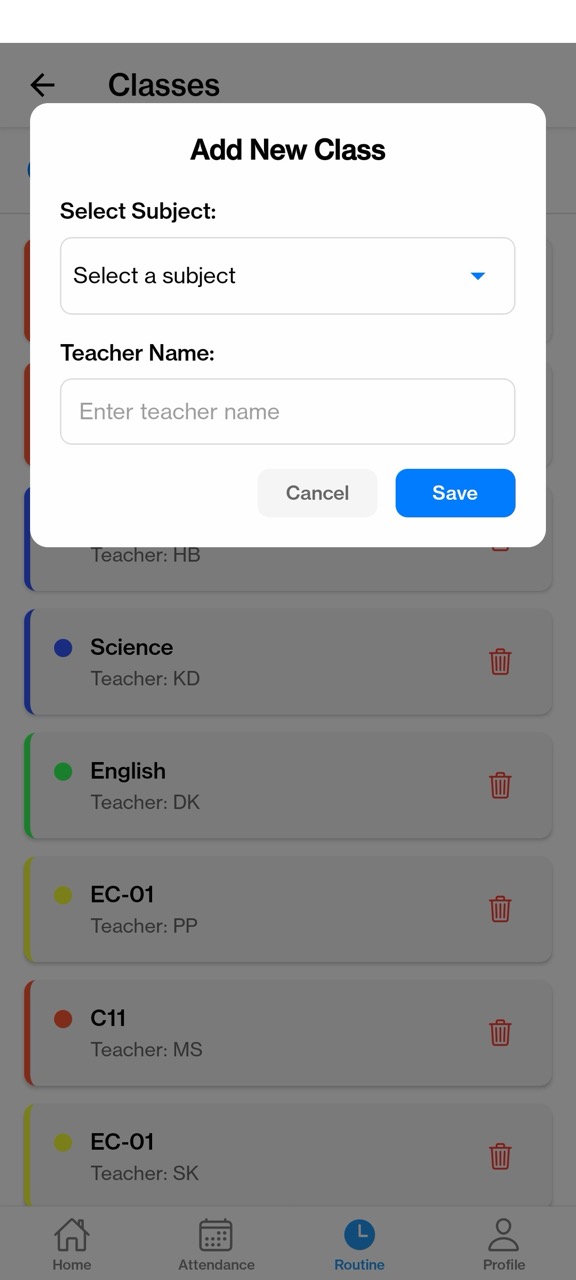 Classes
Add New Class
Select Subject:
Select a subject
Teacher Name:
Enter teacher name
Cancel Save
Teacher: HB
Science
Teacher: KD
English
Teacher: DK
EC-01
Teacher: PP
C11
Teacher: MS
EC-01
Teacher: SK
Home Attendance Routine Profile